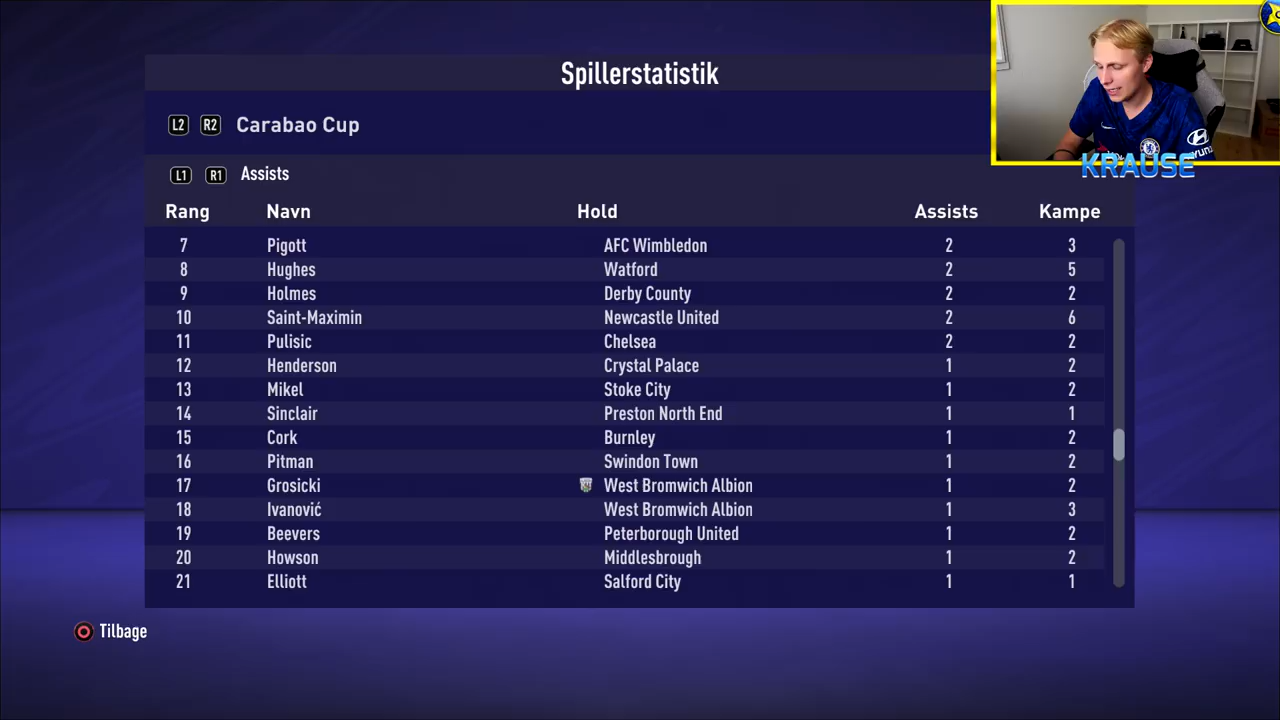 Spillerstatistik
L2 R2 Carabao Cup
L1 R1 Assists
Rang Navn Hold Assists Kampe
7 Pigott AFC Wimbledon 2 3
8 Hughes Watford 2 5
9 Holmes Derby County 2 2
10 Saint-Maximin Newcastle United 2 6
11 Pulisic Chelsea 2 2
12 Henderson Crystal Palace 1 2
13 Mikel Stoke City 1 2
14 Sinclair Preston North End 1 1
15 Cork Burnley 1 2
16 Pitman Swindon Town 1 2
17 Grosicki West Bromwich Albion 1 2
18 Ivanović West Bromwich Albion 1 3
19 Beevers Peterborough United 1 2
20 Howson Middlesbrough 1 2
21 Elliott Salford City 1 1
Tilbage
KRAUSE